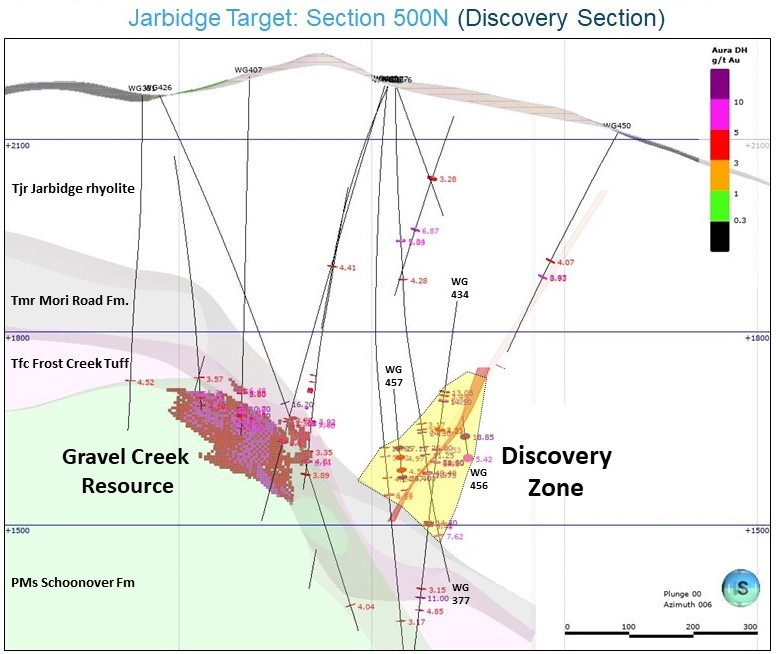 Jarbidge Target: Section 500N (Discovery Section)
Aura DH
g/t Au
10
5
3
1
0.3
WG426
WG407
WG450
+2100
+2100
Tjr Jarbidge rhyolite
3.28
6.87
4.41
4.28
4.07
WG
434
Tmr Mori Road Fm.
+1800
+1800
Tfc Frost Creek Tuff
WG
457
4.52
3.57
16.20
18.85
5.42
WG
456
Gravel Creek
Resource
Discovery
Zone
3.35
3.89
+1500
+1500
7.62
PMs Schoonover Fm
WG
377
3.15
11.00
4.85
4.04
3.17
Plunge 00
Azimuth 006
S
0
100
200
300